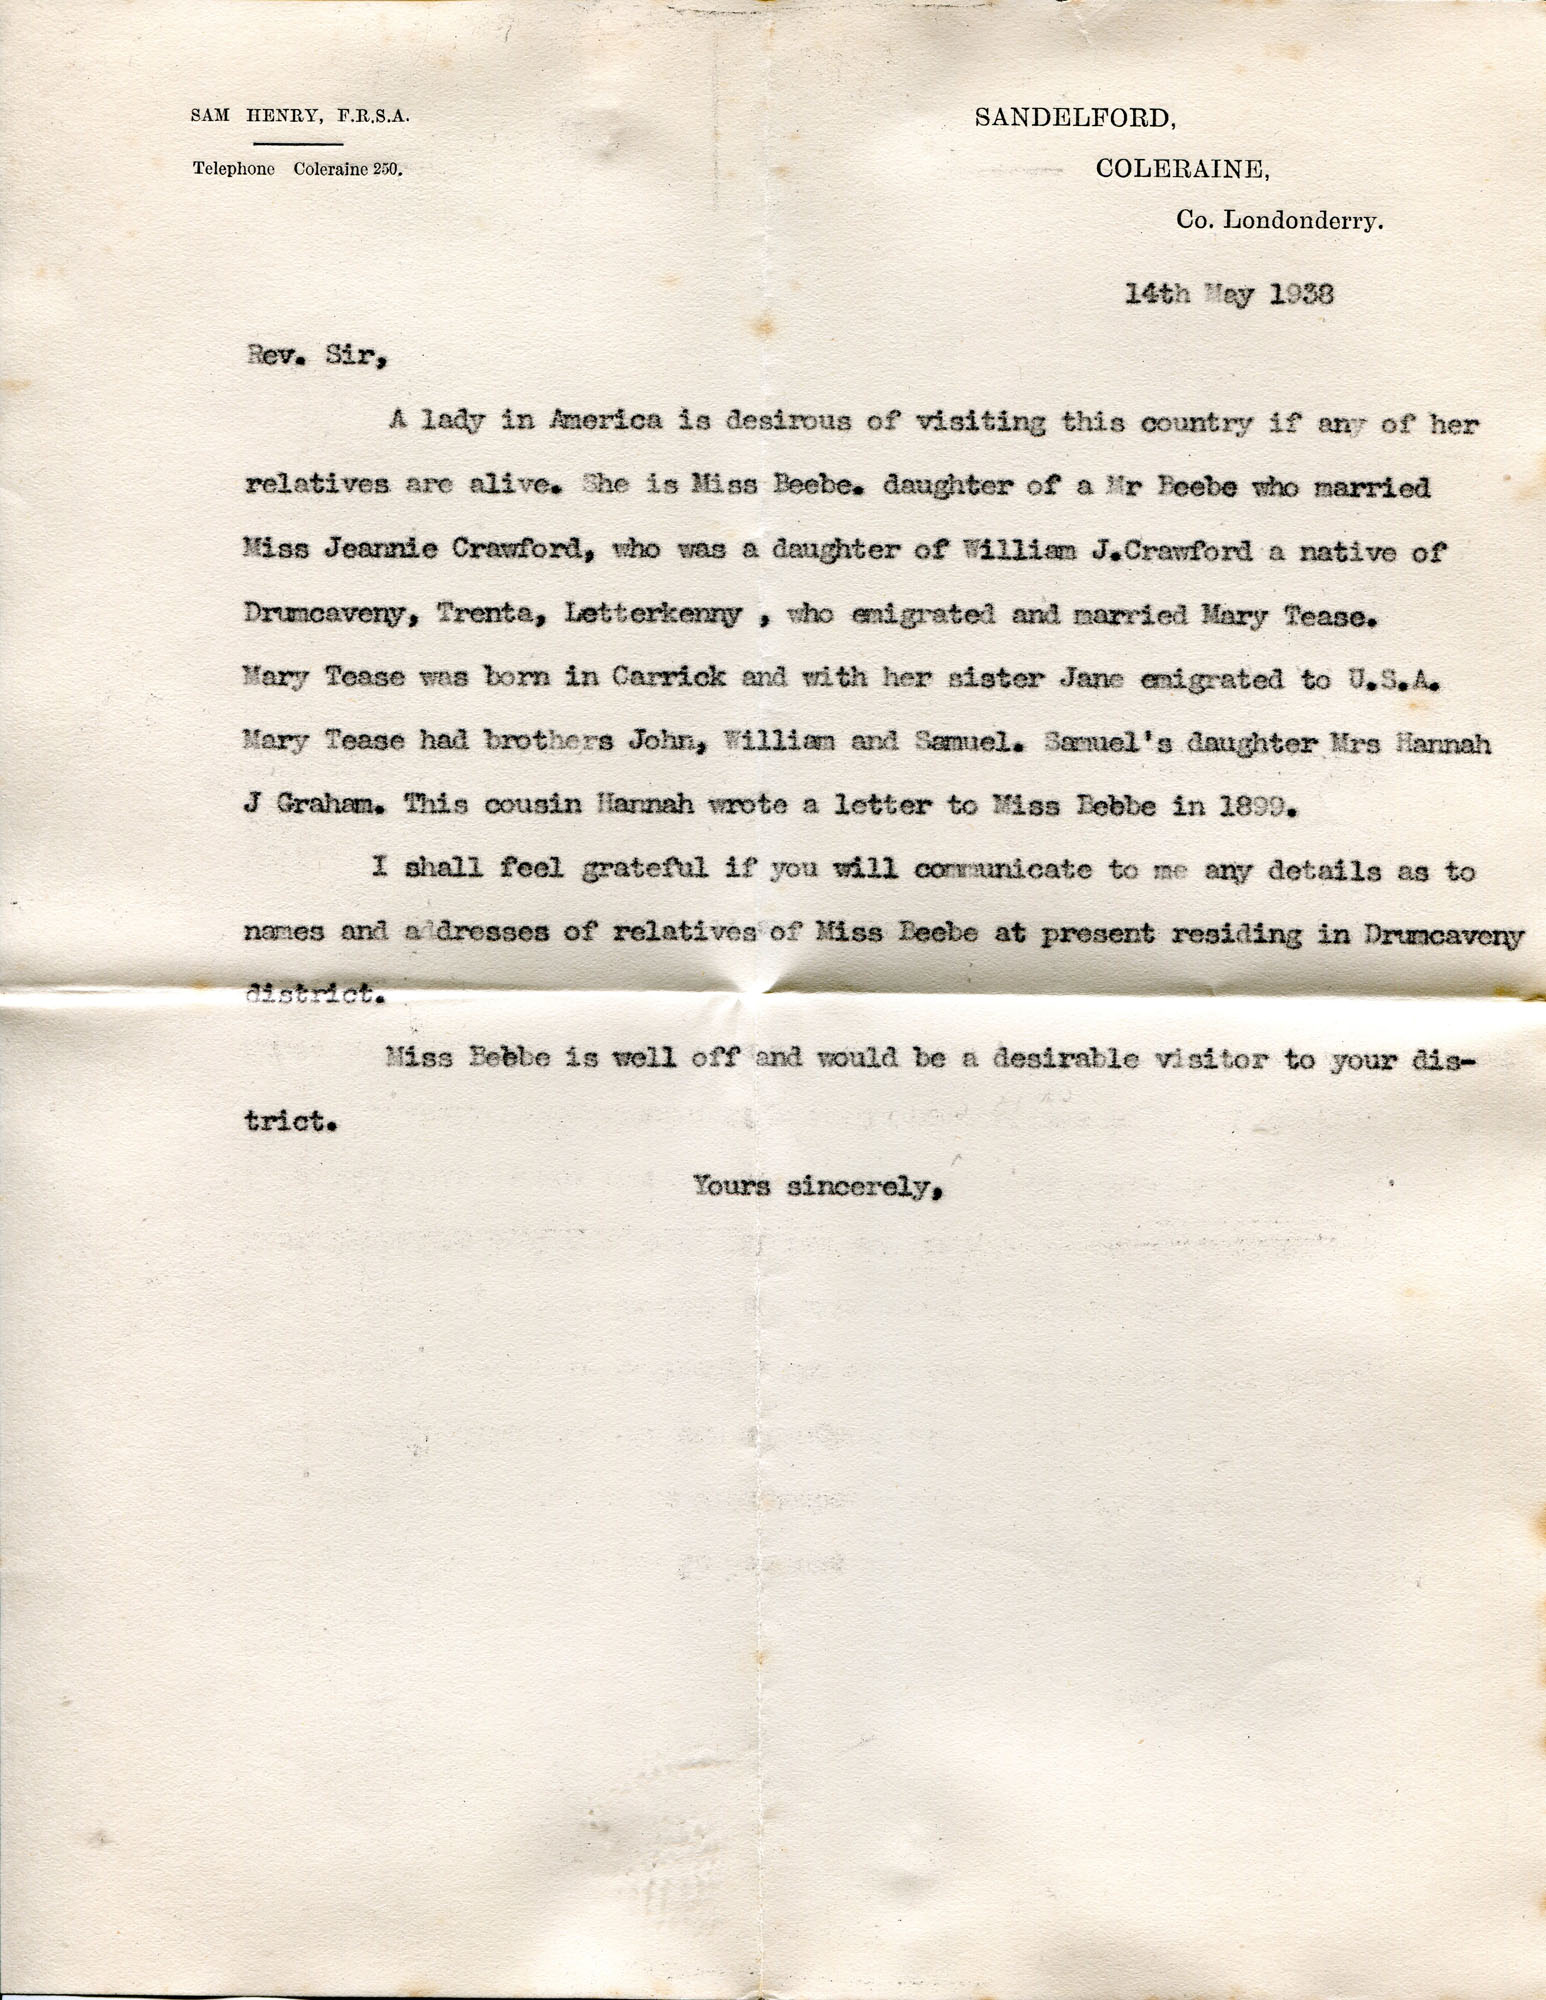 SAM HENRY, F.R.S.A.
Telephone Coleraine 250.
SANDELFORD,
COLERAINE,
Co. Londonderry.
14th May 1938
Rev. Sir,
A lady in America is desirous of visiting this country if any of her
relatives are alive. She is Miss Beebe. daughter of a Mr Beebe who married
Miss Jeannie Crawford, who was a daughter of William J.Crawford a native of
Drumcaveny, Trenta, Letterkenny , who emigrated and married Mary Tease.
Mary Tease was born in Carrick and with her sister Jane emigrated to U.S.A.
Mary Tease had brothers John, William and Samuel. Samuel's daughter Mrs Hannah
J Graham. This cousin Hannah wrote a letter to Miss Bebbe in 1899.
I shall feel grateful if you will communicate to me any details as to
names and addresses of relatives of Miss Beebe at present residing in Drumcaveny
district.
Miss Bebbe is well off and would be a desirable visitor to your dis-
trict.
Yours sincerely,